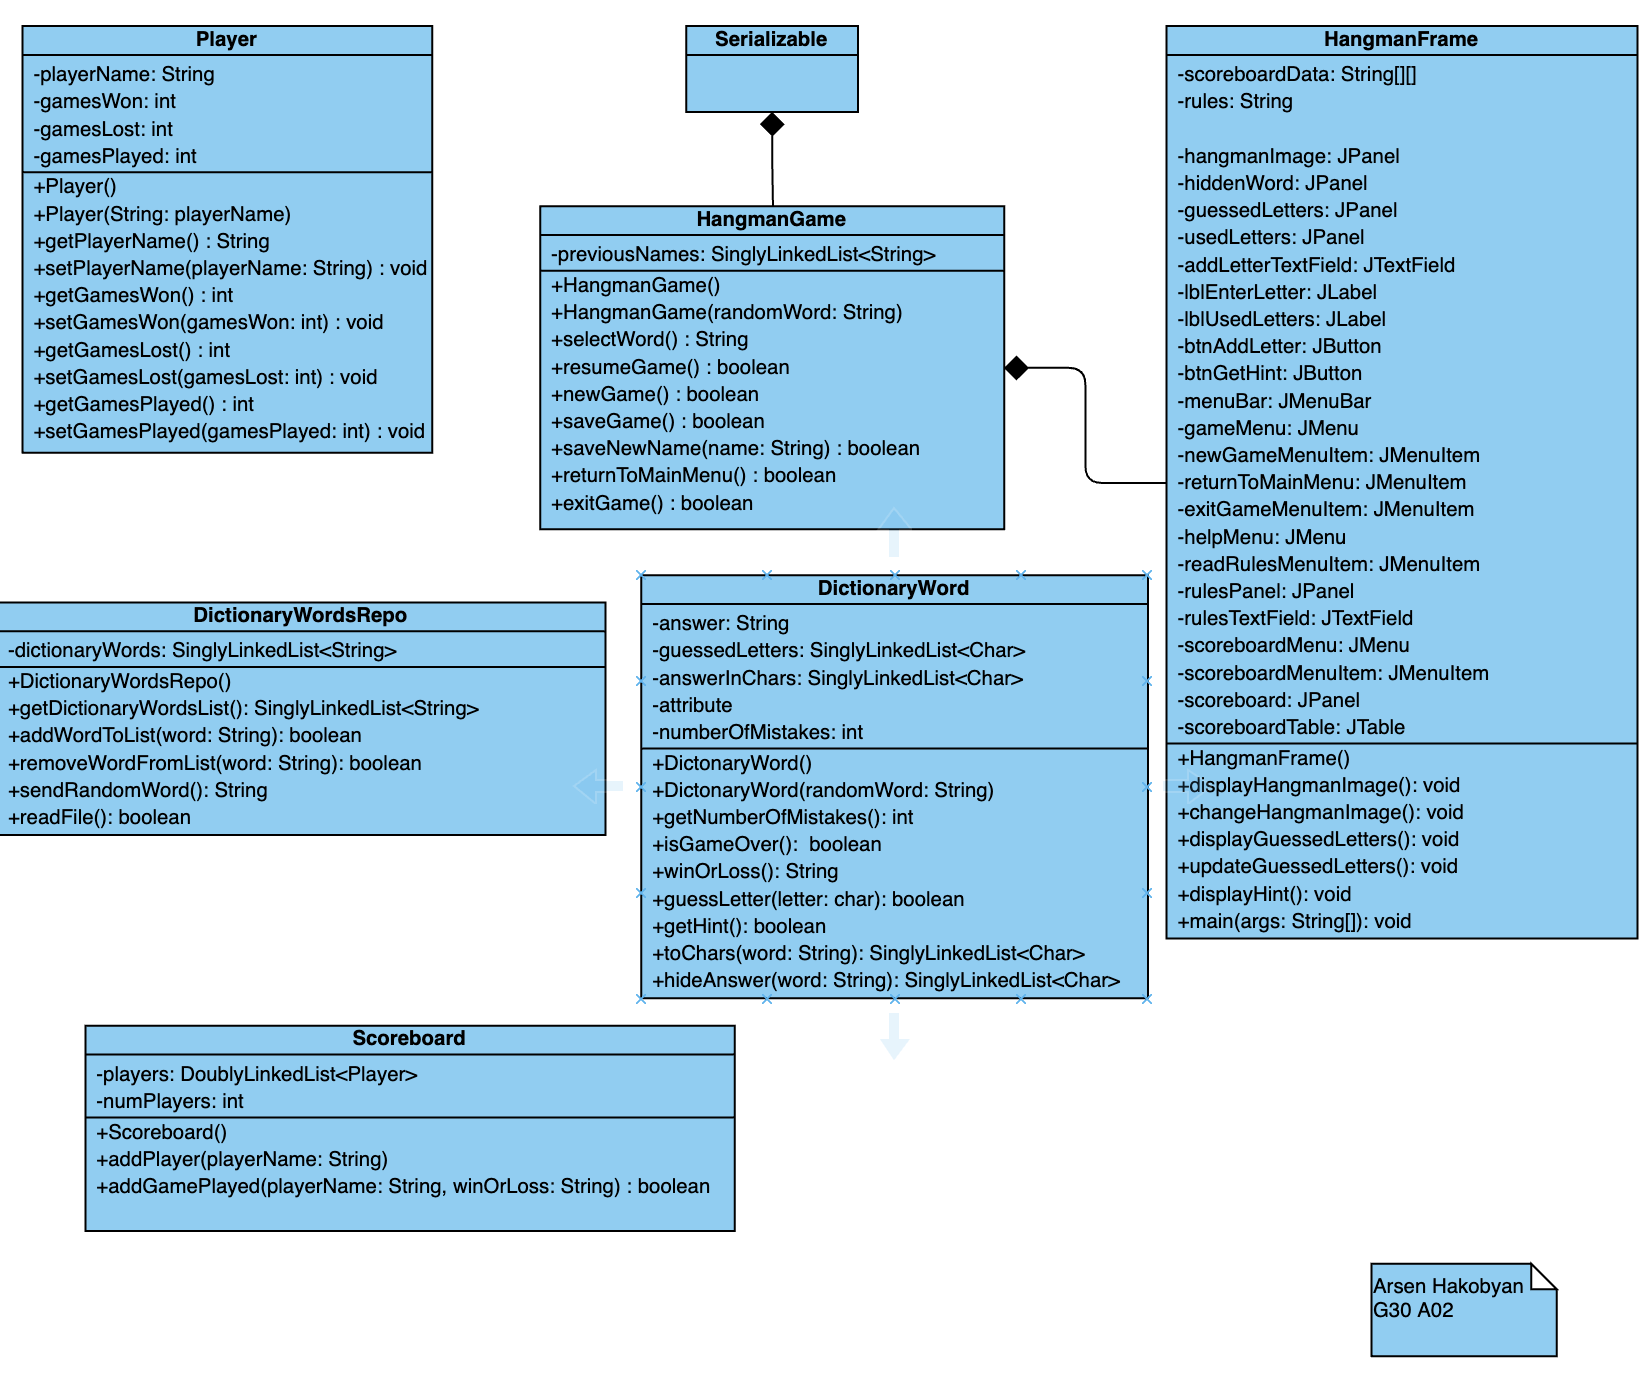 Player
-playerName: String
-gamesWon: int
-gamesLost: int
-gamesPlayed: int
+Player()
+Player(String: playerName)
+getPlayerName() : String
+setPlayerName(playerName: String) : void
+getGamesWon() : int
+setGamesWon(gamesWon: int) : void
+getGamesLost() : int
+setGamesLost(gamesLost: int) : void
+getGamesPlayed() : int
+setGamesPlayed(gamesPlayed: int) : void
Serializable
HangmanGame
-previousNames: SinglyLinkedList<String>
+HangmanGame()
+HangmanGame(randomWord: String)
+selectWord() : String
+resumeGame() : boolean
+newGame() : boolean
+saveGame() : boolean
+saveNewName(name: String) : boolean
+returnToMainMenu() : boolean
+exitGame() : boolean
HangmanFrame
-scoreboardData: String[][]
-rules: String
-hangmanImage: JPanel
-hiddenWord: JPanel
-guessedLetters: JPanel
-usedLetters: JPanel
-addLetterTextField: JTextField
-lblEnterLetter: JLabel
-lblUsedLetters: JLabel
-btnAddLetter: JButton
-btnGetHint: JButton
-menuBar: JMenuBar
-gameMenu: JMenu
-newGameMenuItem: JMenuItem
-returnToMainMenu: JMenuItem
-exitGameMenuItem: JMenuItem
-helpMenu: JMenu
-readRulesMenuItem: JMenuItem
-rulesPanel: JPanel
-rulesTextField: JTextField
-scoreboardMenu: JMenu
-scoreboardMenuItem: JMenuItem
-scoreboard: JPanel
-scoreboardTable: JTable
+HangmanFrame()
+displayHangmanImage(): void
+changeHangmanImage(): void
+displayGuessedLetters(): void
+updateGuessedLetters(): void
+displayHint(): void
+main(args: String[]): void
DictionaryWordsRepo
-dictionaryWords: SinglyLinkedList<String>
+DictionaryWordsRepo()
+getDictionaryWordsList(): SinglyLinkedList<String>
+addWordToList(word: String): boolean
+removeWordFromList(word: String): boolean
+sendRandomWord(): String
+readFile(): boolean
DictionaryWord
-answer: String
-guessedLetters: SinglyLinkedList<Char>
-answerInChars: SinglyLinkedList<Char>
-attribute
-numberOfMistakes: int
+DictonaryWord()
+DictonaryWord(randomWord: String)
+getNumberOfMistakes(): int
+isGameOver():  boolean
+winOrLoss(): String
+guessLetter(letter: char): boolean
+getHint(): boolean
+toChars(word: String): SinglyLinkedList<Char>
+hideAnswer(word: String): SinglyLinkedList<Char>
Scoreboard
-players: DoublyLinkedList<Player>
-numPlayers: int
+Scoreboard()
+addPlayer(playerName: String)
+addGamePlayed(playerName: String, winOrLoss: String) : boolean
Arsen Hakobyan
G30 A02